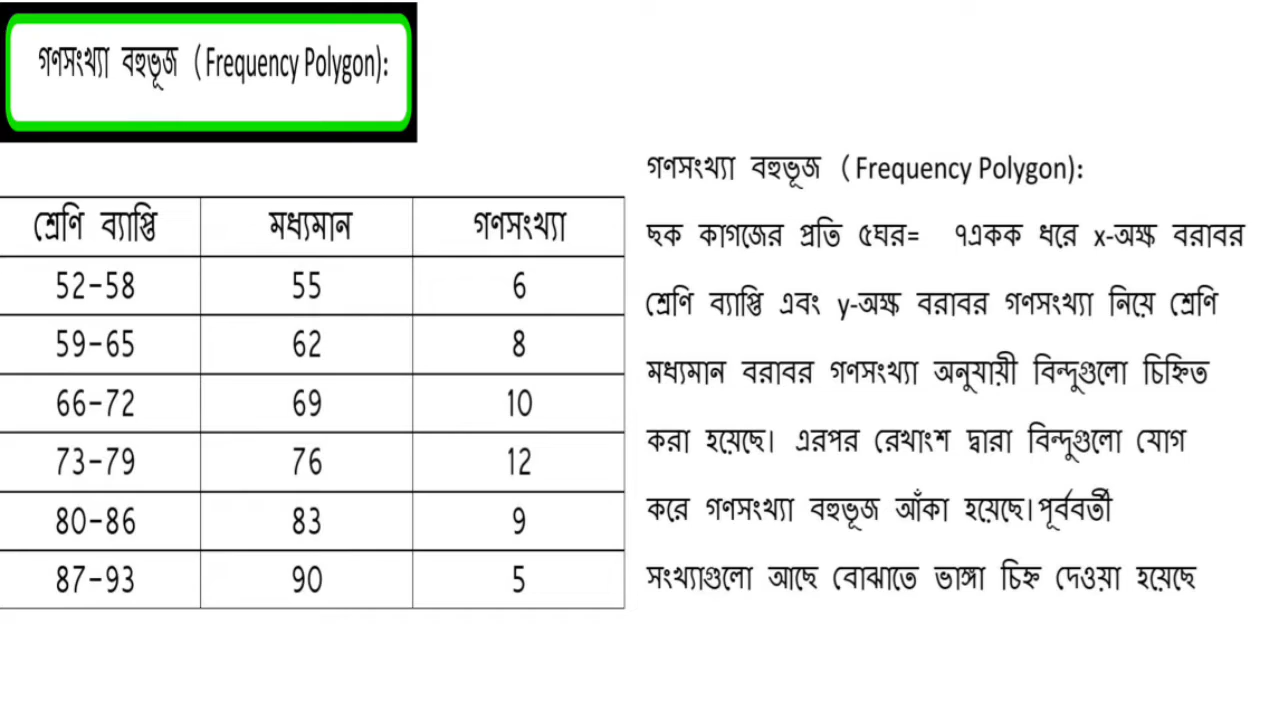 গণসংখ্যা বহুভূজ (Frequency Polygon):
শ্রেণি ব্যাপ্তি মধ্যমান গণসংখ্যা
52-58 55 6
59-65 62 8
66-72 69 10
73-79 76 12
80-86 83 9
87-93 90 5
গণসংখ্যা বহুভূজ (Frequency Polygon):
ছক কাগজের প্রতি ৫ঘর= ৭একক ধরে x-অক্ষ বরাবর
শ্রেণি ব্যাপ্তি এবং y-অক্ষ বরাবর গণসংখ্যা নিয়ে শ্রেণি
মধ্যমান বরাবর গণসংখ্যা অনুযায়ী বিন্দুগুলো চিহ্নিত
করা হয়েছে। এরপর রেখাংশ দ্বারা বিন্দুগুলো যোগ
করে গণসংখ্যা বহুভূজ আঁকা হয়েছে। পূর্ববর্তী
সংখ্যাগুলো আছে বোঝাতে ভাঙ্গা চিহ্ন দেওয়া হয়েছে